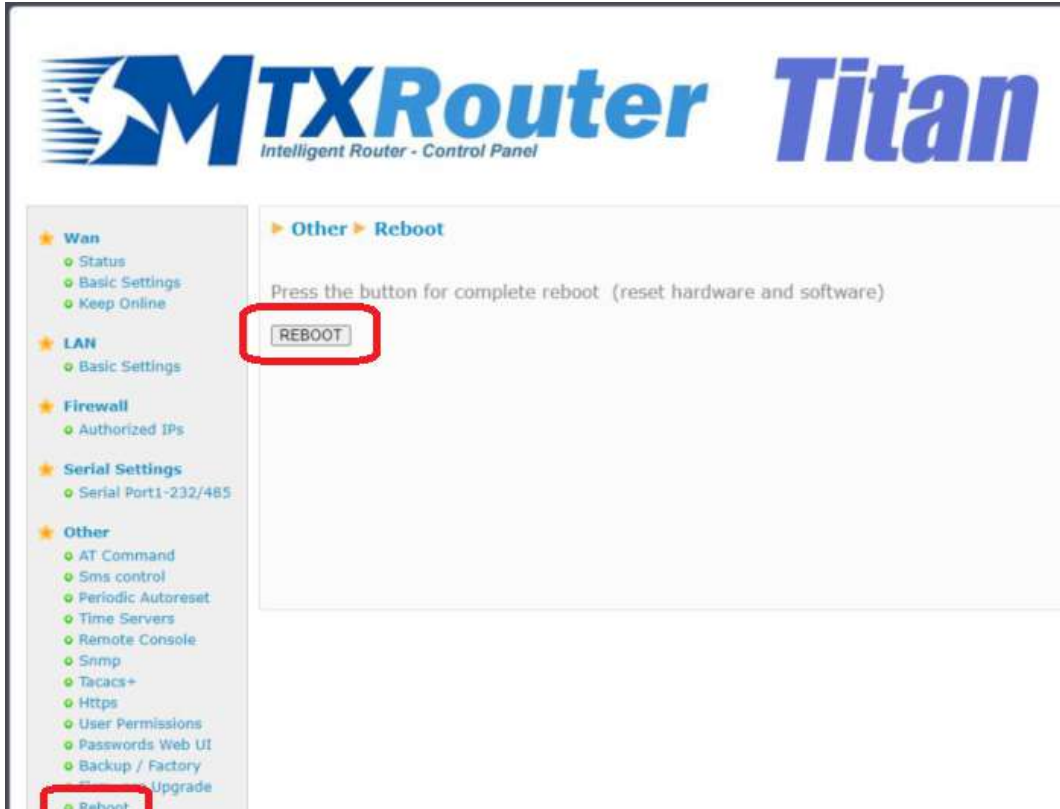 MTXRouter Titan
Intelligent Router - Control Panel
Wan
Status
Basic Settings
Keep Online
LAN
Basic Settings
Firewall
Authorized IPs
Serial Settings
Serial Port1-232/485
Other
AT Command
Sms control
Periodic Autoreset
Time Servers
Remote Console
Snmp
Tacacs+
Https
User Permissions
Passwords Web UI
Backup / Factory
Upgrade
Reboot
Other Reboot
Press the button for complete reboot (reset hardware and software)
REBOOT